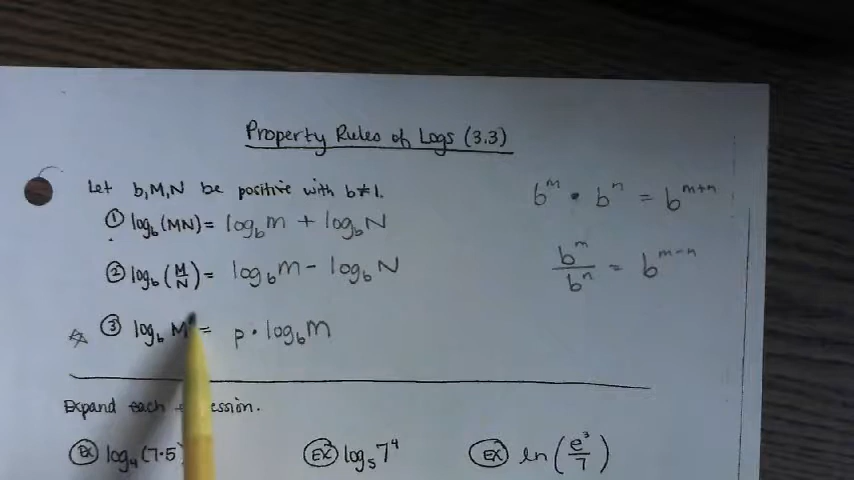 Property Rules of Logs (3.3)
Let b,M,N be positive with b≠1.
① log_b(MN) = log_b m + log_b N
b^m • b^n = b^{m+n}
② log_b(M/N) = log_b m - log_b N
b^m/b^n = b^{m-n}
☆ ③ log_b M = p • log_b m
Expand each ession.
Ex log_4(7·5)
Ex log_5 7^4
Ex ln(e^3/7)